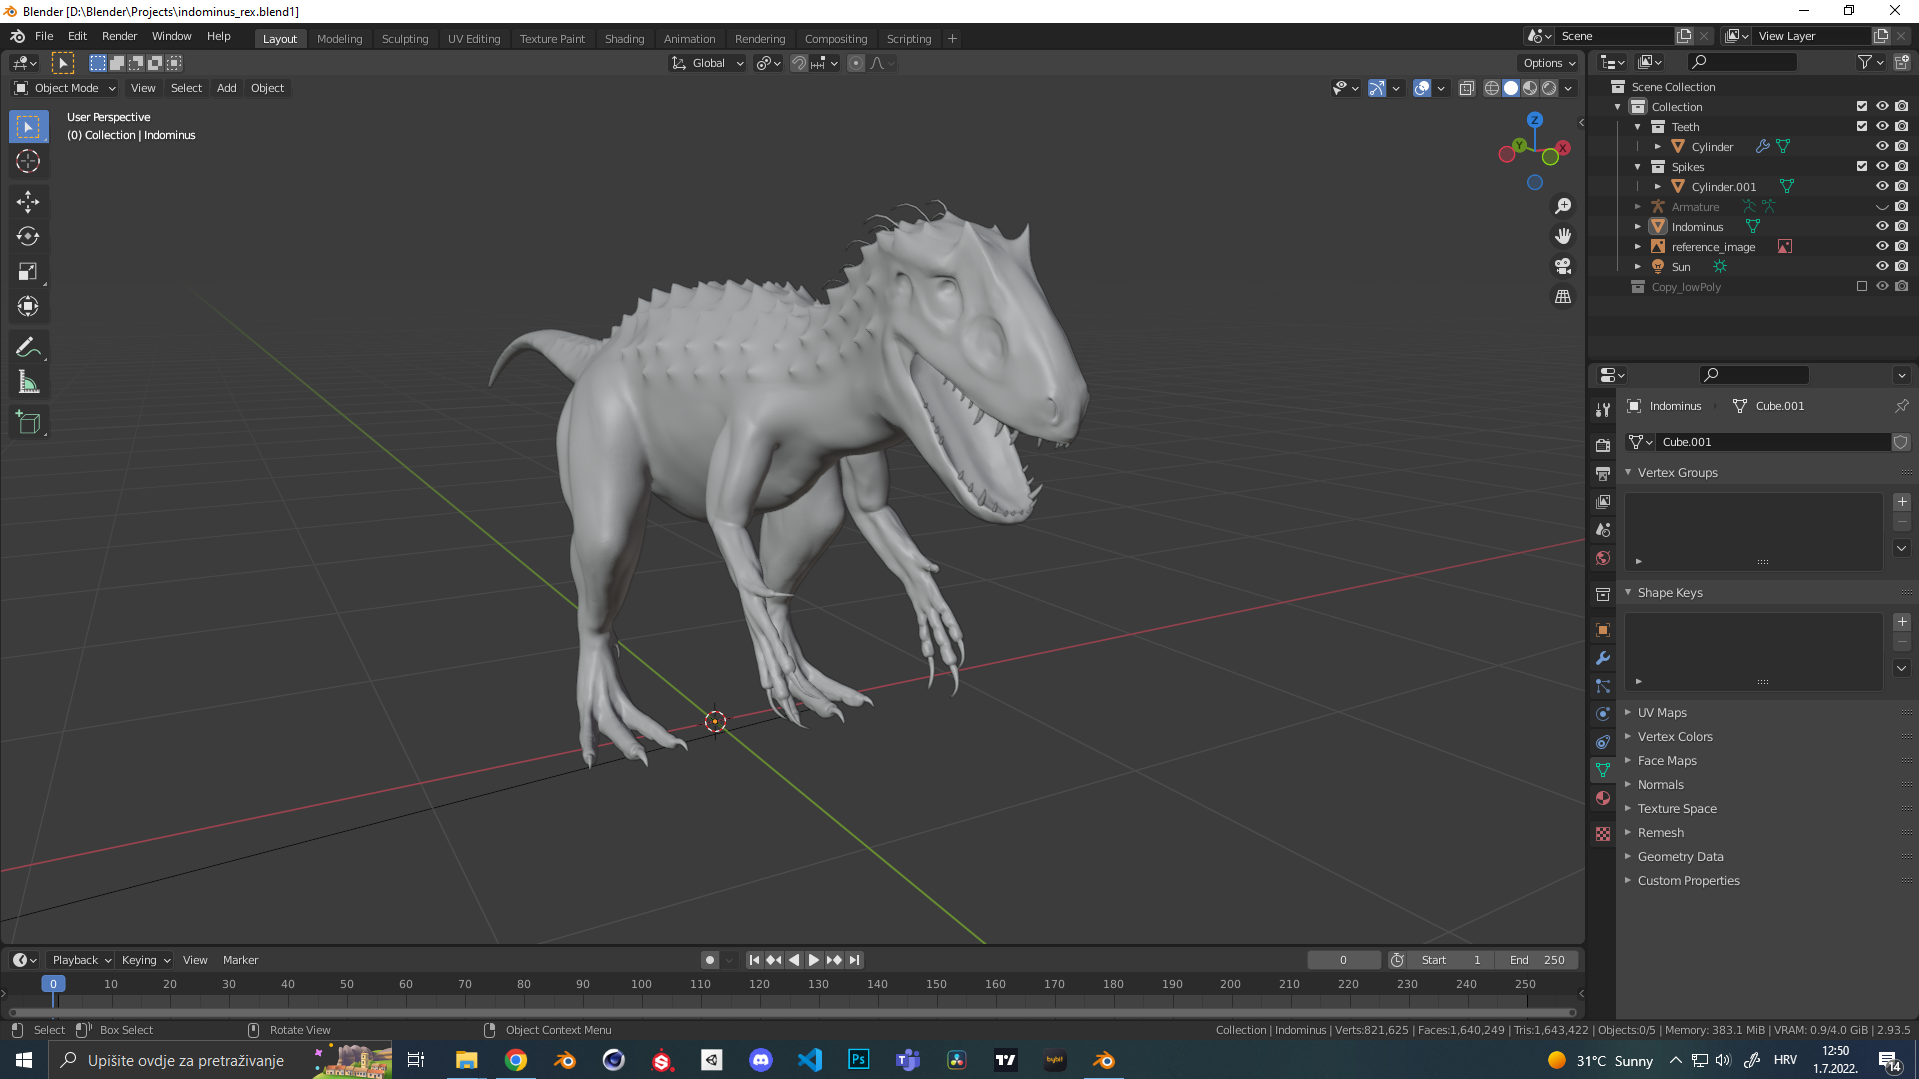 Blender [D:\Blender\Projects\indominus_rex.blend1]
File Edit Render Window Help Layout Modeling Sculpting UV Editing Texture Paint Shading Animation Rendering Compositing Scripting + Scene View Layer
Global Options
Object Mode View Select Add Object
User Perspective
(0) Collection | Indominus
Z
Y
X
Scene Collection
Collection
Teeth
Cylinder
Spikes
Cylinder.001
Armature
Indominus
reference_image
Sun
Copy_lowPoly
Indominus Cube.001
Cube.001
Vertex Groups
Shape Keys
UV Maps
Vertex Colors
Face Maps
Normals
Texture Space
Remesh
Geometry Data
Custom Properties
Playback Keying View Marker 0 Start 1 End 250
0 10 20 30 40 50 60 70 80 90 100 110 120 130 140 150 160 170 180 190 200 210 220 230 240 250
Select Box Select Rotate View Object Context Menu Collection | Indominus | Verts:821,625 | Faces:1,640,249 | Tris:1,643,422 | Objects:0/5 | Memory: 383.1 MiB | VRAM: 0.9/4.0 GiB | 2.93.5
Upišite ovdje za pretraživanje Ps bybit 31°C Sunny HRV 12:50
1.7.2022. 14